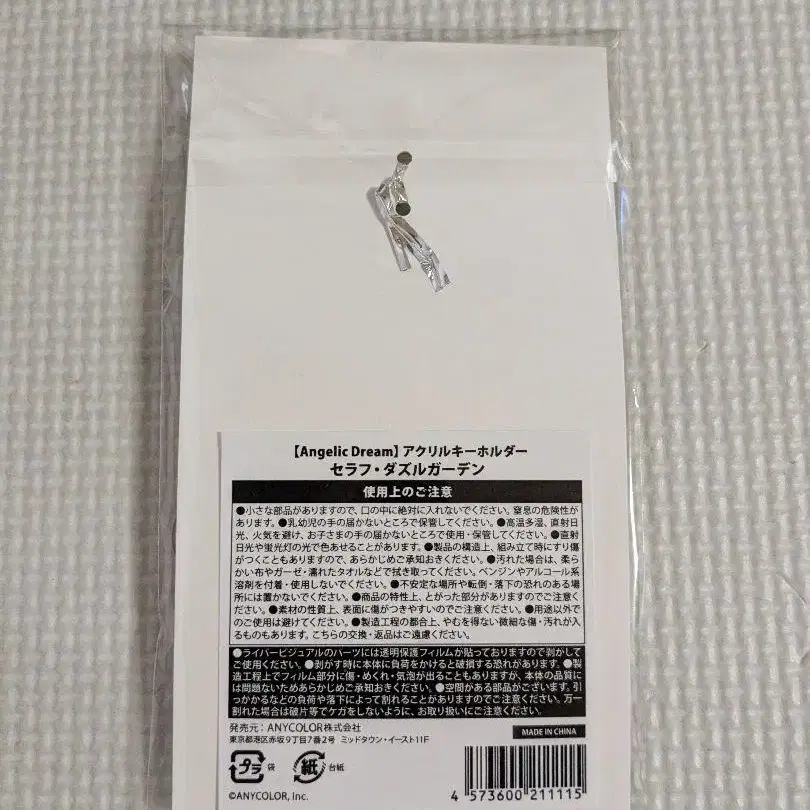 【Angelic Dream】アクリルキーホルダー
セラフ・ダズルガーデン
使用上のご注意
●小さな部品がありますので、口の中に絶対に入れないでください。窒息の危険性が
あります。●乳幼児の手の届かないところで保管してください。●高温多湿、直射日
光、火気を避け、お子さまの手の届かないところで使用・保管してください。●直射
日光や蛍光灯の光で色あせることがあります。●製品の構造上、組み立て時にすり傷
がつくこともありますので、あらかじめご承知おきください。●汚れた場合は、柔ら
かい布やガーゼ・濡れたタオルなどで拭き取ってください。ベンジンやアルコール系
溶剤を付着・使用しないでください。●不安定な場所や転倒・落下の恐れのある場
所には置かないでください。●商品の特性上、とがった部分がありますのでご注意くださ
い。●素材の性質上、表面に傷がつきやすいのでご注意ください。●用途以外で
のご使用は避けてください。●製造工程の都合上、やむを得ない微細な傷・汚れが入
るものもあります。こちらの交換・返品はご遠慮ください。
●ライバービジュアルのパーツには透明保護フィルムが貼っておりますので剥がして
ご使用ください。●剥がす時に本体に負荷をかけると破損する恐れがあります。●製
造工程上でフィルム部分に傷・めくれ・気泡が出ることもありますが、本体の品質に
は問題ないためあらかじめご承知おきください。●空間がある部品がございます。引
っかかるなどの負荷や落下によって割れることがありますのでご注意ください。万一
割れた場合は破片等でケガをしないように、お取り扱いにご注意ください。
発売元：ANYCOLOR株式会社
東京都港区赤坂9丁目7番2号 ミッドタウン・イースト11F
MADE IN CHINA
プラ 袋 紙 台紙
©ANYCOLOR, Inc.
4 573600 211115